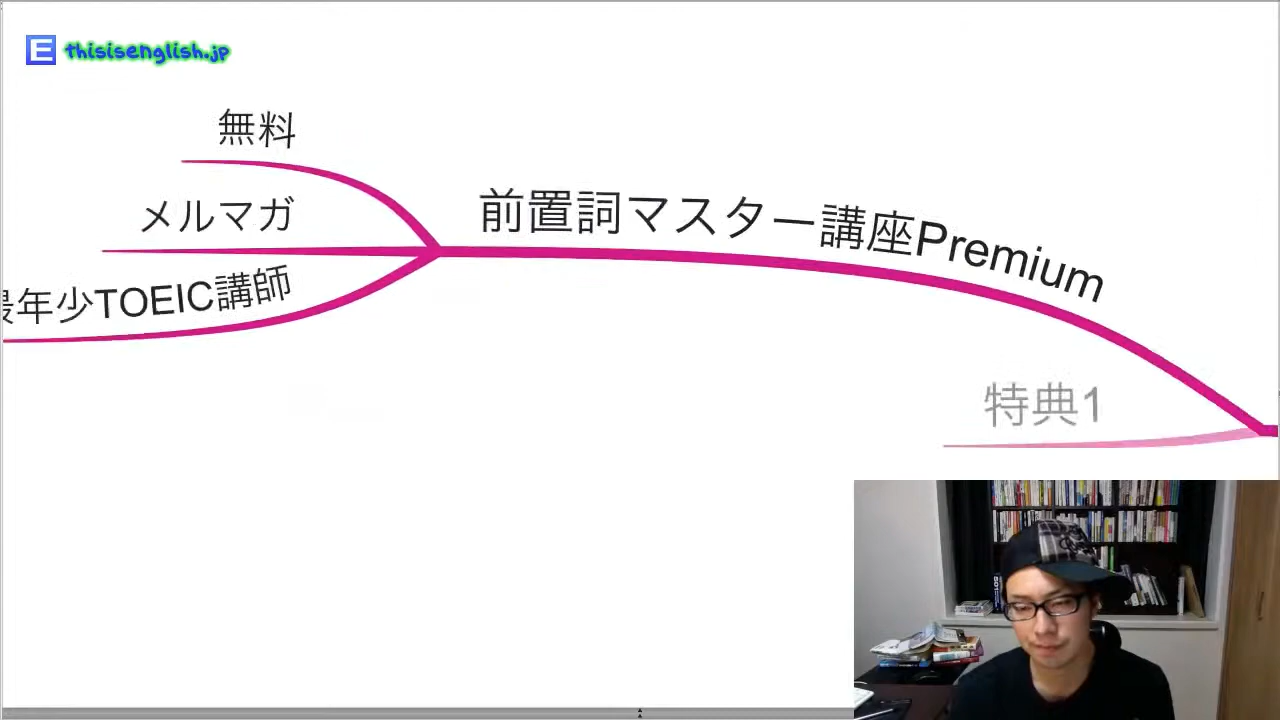 E thisisenglish.jp
無料
メルマガ
最年少TOEIC講師
前置詞マスター講座Premium
特典1